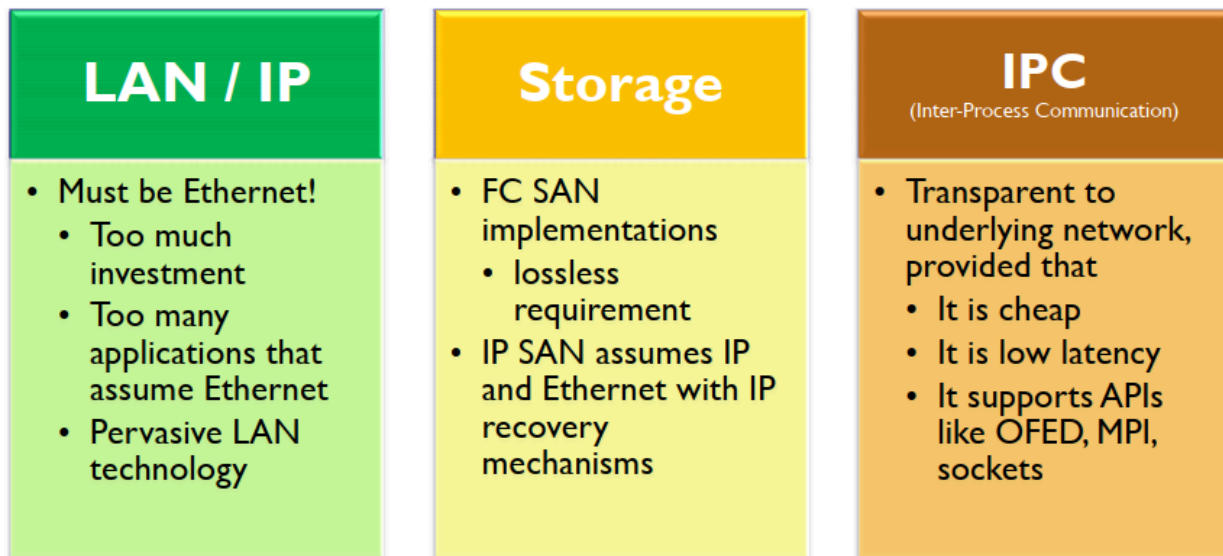 LAN / IP
• Must be Ethernet!
• Too much
investment
• Too many
applications that
assume Ethernet
• Pervasive LAN
technology
Storage
• FC SAN
implementations
• lossless
requirement
• IP SAN assumes IP
and Ethernet with IP
recovery
mechanisms
IPC
(Inter-Process Communication)
• Transparent to
underlying network,
provided that
• It is cheap
• It is low latency
• It supports APIs
like OFED, MPI,
sockets